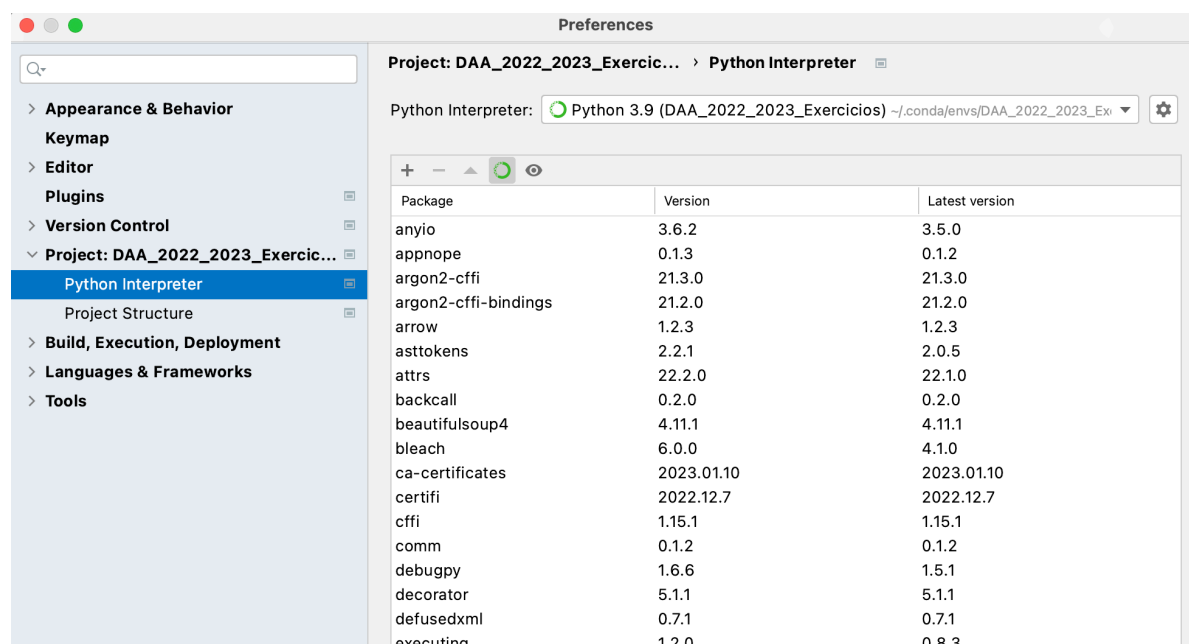 Preferences
Project: DAA_2022_2023_Exercic... › Python Interpreter
Python Interpreter: Python 3.9 (DAA_2022_2023_Exercicios) ~/.conda/envs/DAA_2022_2023_Ex
Appearance & Behavior
Keymap
Editor
Plugins
Version Control
Project: DAA_2022_2023_Exercic...
Python Interpreter
Project Structure
Build, Execution, Deployment
Languages & Frameworks
Tools
Package Version Latest version
anyio 3.6.2 3.5.0
appnope 0.1.3 0.1.2
argon2-cffi 21.3.0 21.3.0
argon2-cffi-bindings 21.2.0 21.2.0
arrow 1.2.3 1.2.3
asttokens 2.2.1 2.0.5
attrs 22.2.0 22.1.0
backcall 0.2.0 0.2.0
beautifulsoup4 4.11.1 4.11.1
bleach 6.0.0 4.1.0
ca-certificates 2023.01.10 2023.01.10
certifi 2022.12.7 2022.12.7
cffi 1.15.1 1.15.1
comm 0.1.2 0.1.2
debugpy 1.6.6 1.5.1
decorator 5.1.1 5.1.1
defusedxml 0.7.1 0.7.1
executing 1.2.0 0.8.3